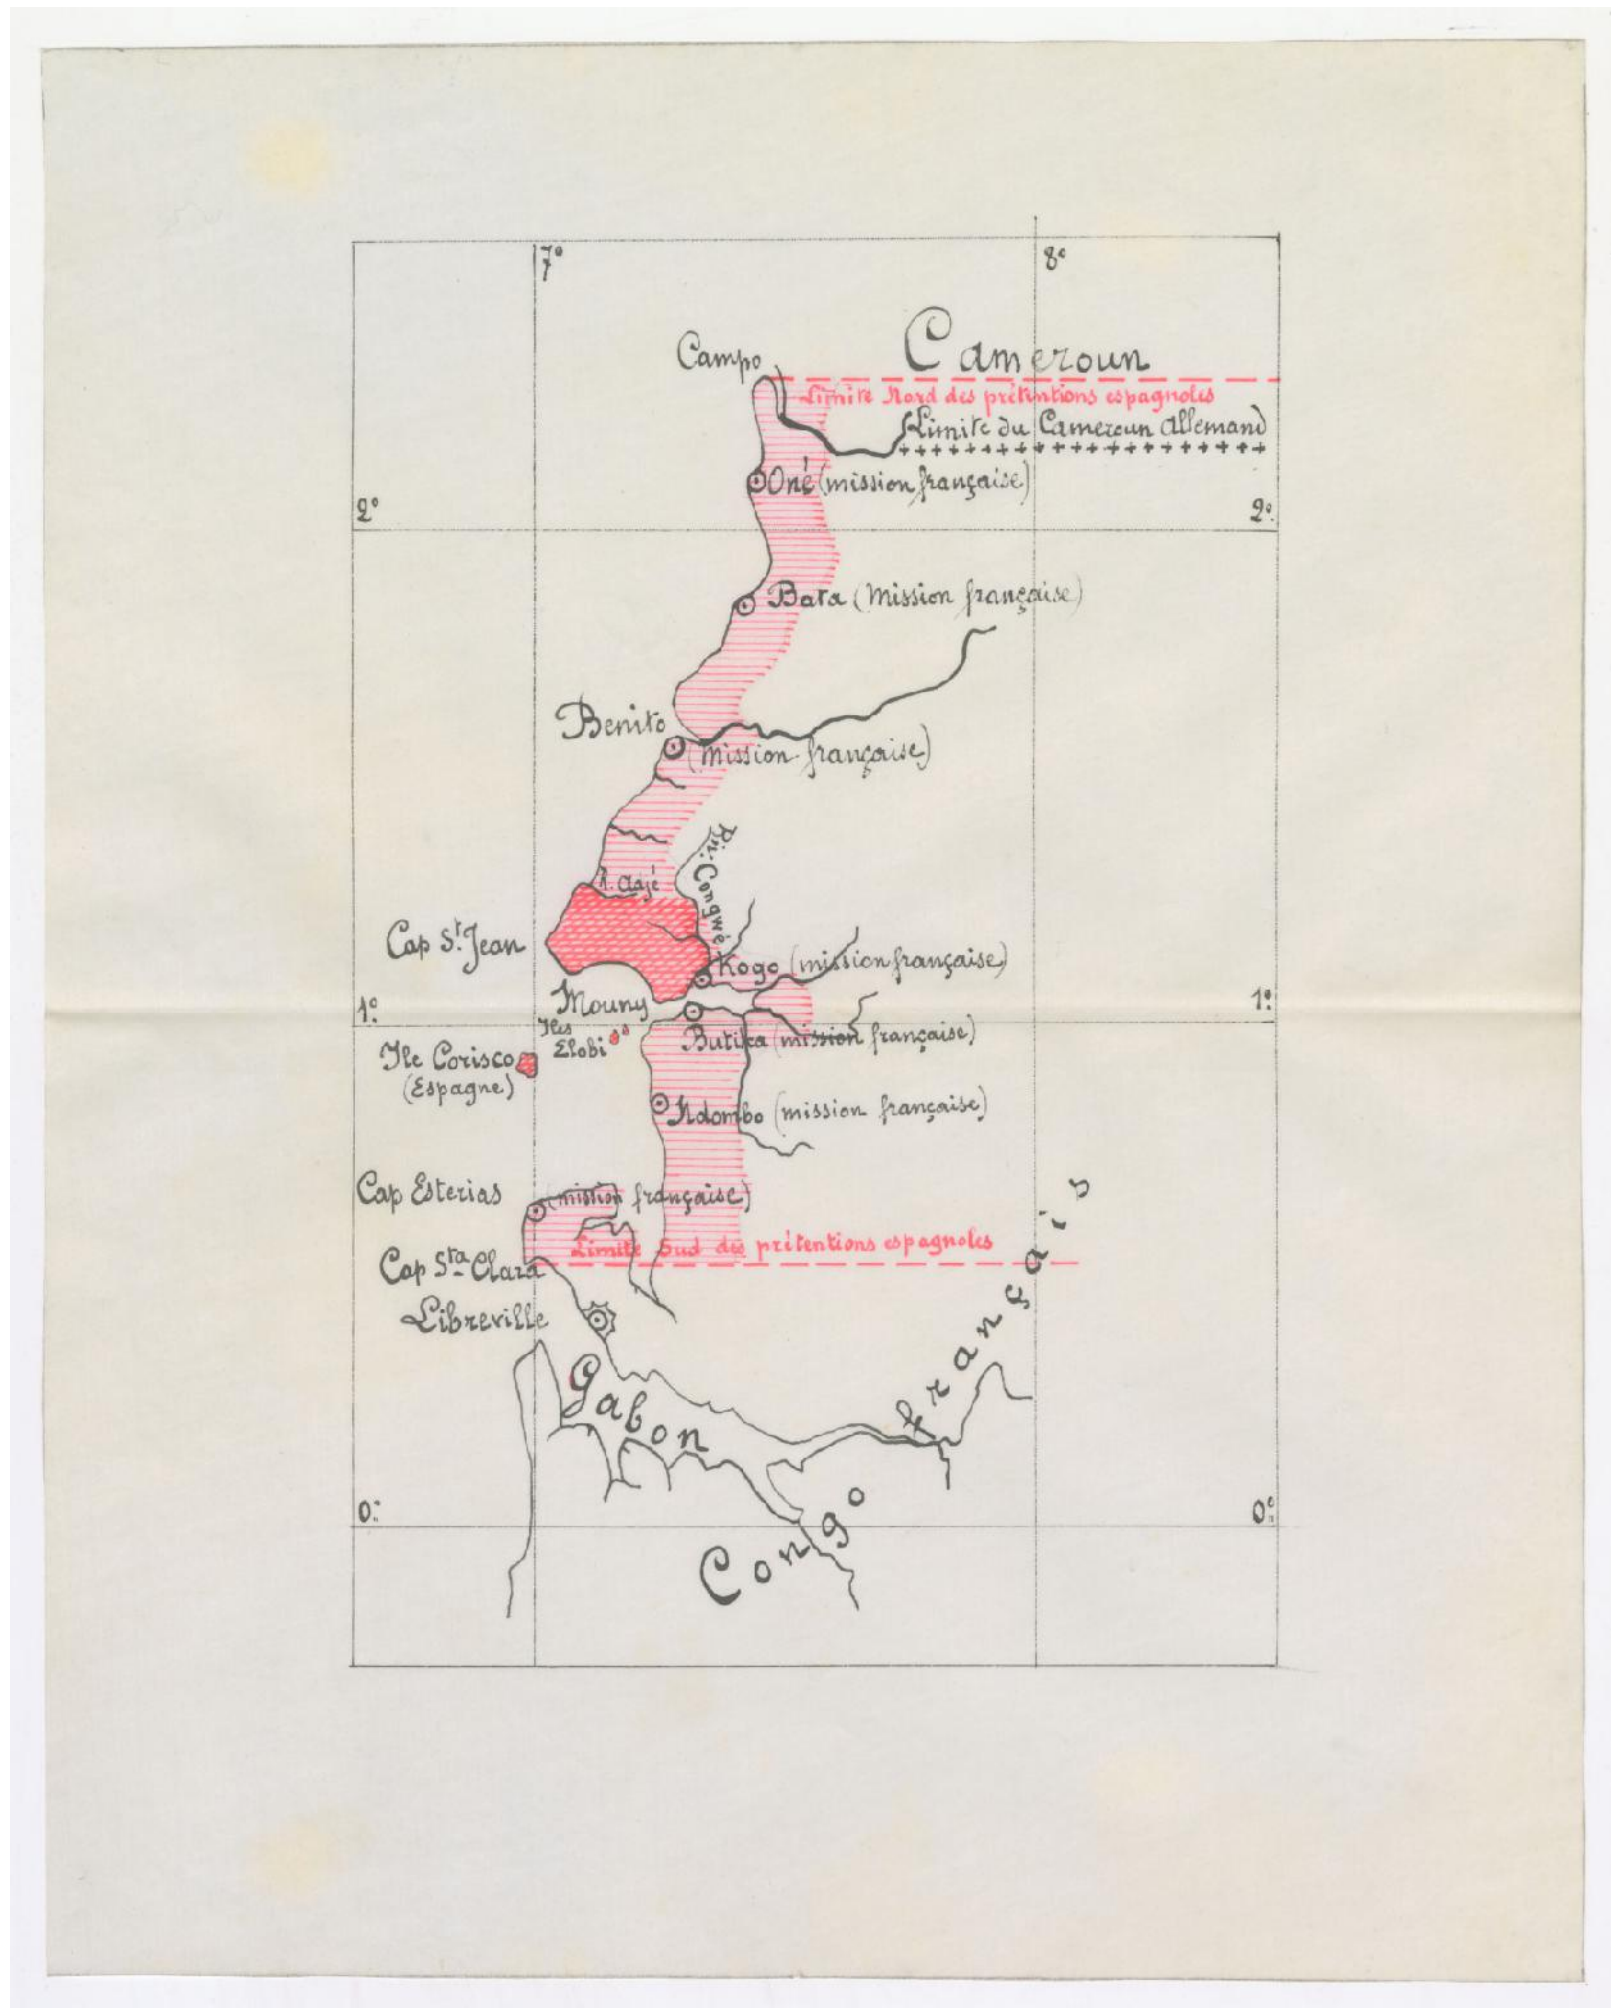 7° 8°
Cameroun
Campo
Limite Nord des prétentions espagnoles
Limite du Cameroun Allemand
Oné (mission française)
2° 2°
Bata (Mission française)
Benito
(Mission française)
Riv. Congwé
Cap St. Jean
Kogo (mission française)
Mouny
1° 1°
Iles
Elobi
Butika (mission française)
Ile Corisco
(Espagne)
Ndombo (mission française)
Cap Esterias (mission française)
Limite Sud des prétentions espagnoles
Cap Sta Clara
Libreville
Gabon
0° 0°
Congo français